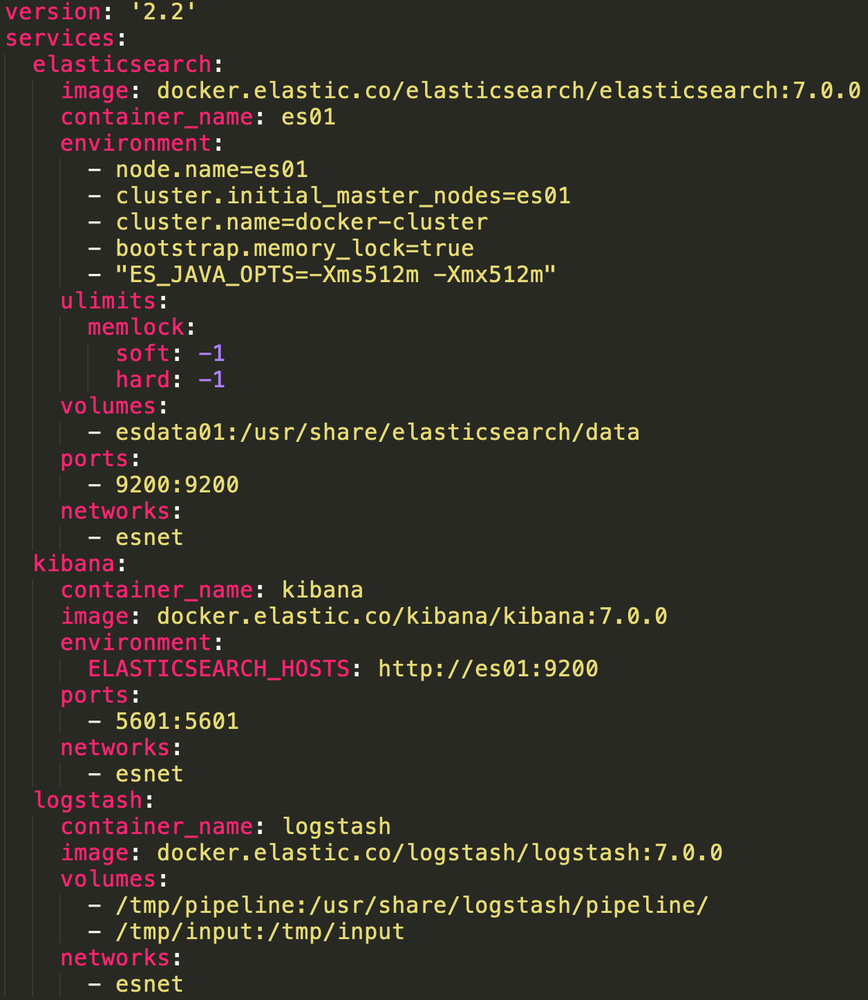 version: '2.2'
services:
  elasticsearch:
    image: docker.elastic.co/elasticsearch/elasticsearch:7.0.0
    container_name: es01
    environment:
      - node.name=es01
      - cluster.initial_master_nodes=es01
      - cluster.name=docker-cluster
      - bootstrap.memory_lock=true
      - "ES_JAVA_OPTS=-Xms512m -Xmx512m"
    ulimits:
      memlock:
        soft: -1
        hard: -1
    volumes:
      - esdata01:/usr/share/elasticsearch/data
    ports:
      - 9200:9200
    networks:
      - esnet
  kibana:
    container_name: kibana
    image: docker.elastic.co/kibana/kibana:7.0.0
    environment:
      ELASTICSEARCH_HOSTS: http://es01:9200
    ports:
      - 5601:5601
    networks:
      - esnet
  logstash:
    container_name: logstash
    image: docker.elastic.co/logstash/logstash:7.0.0
    volumes:
      - /tmp/pipeline:/usr/share/logstash/pipeline/
      - /tmp/input:/tmp/input
    networks:
      - esnet